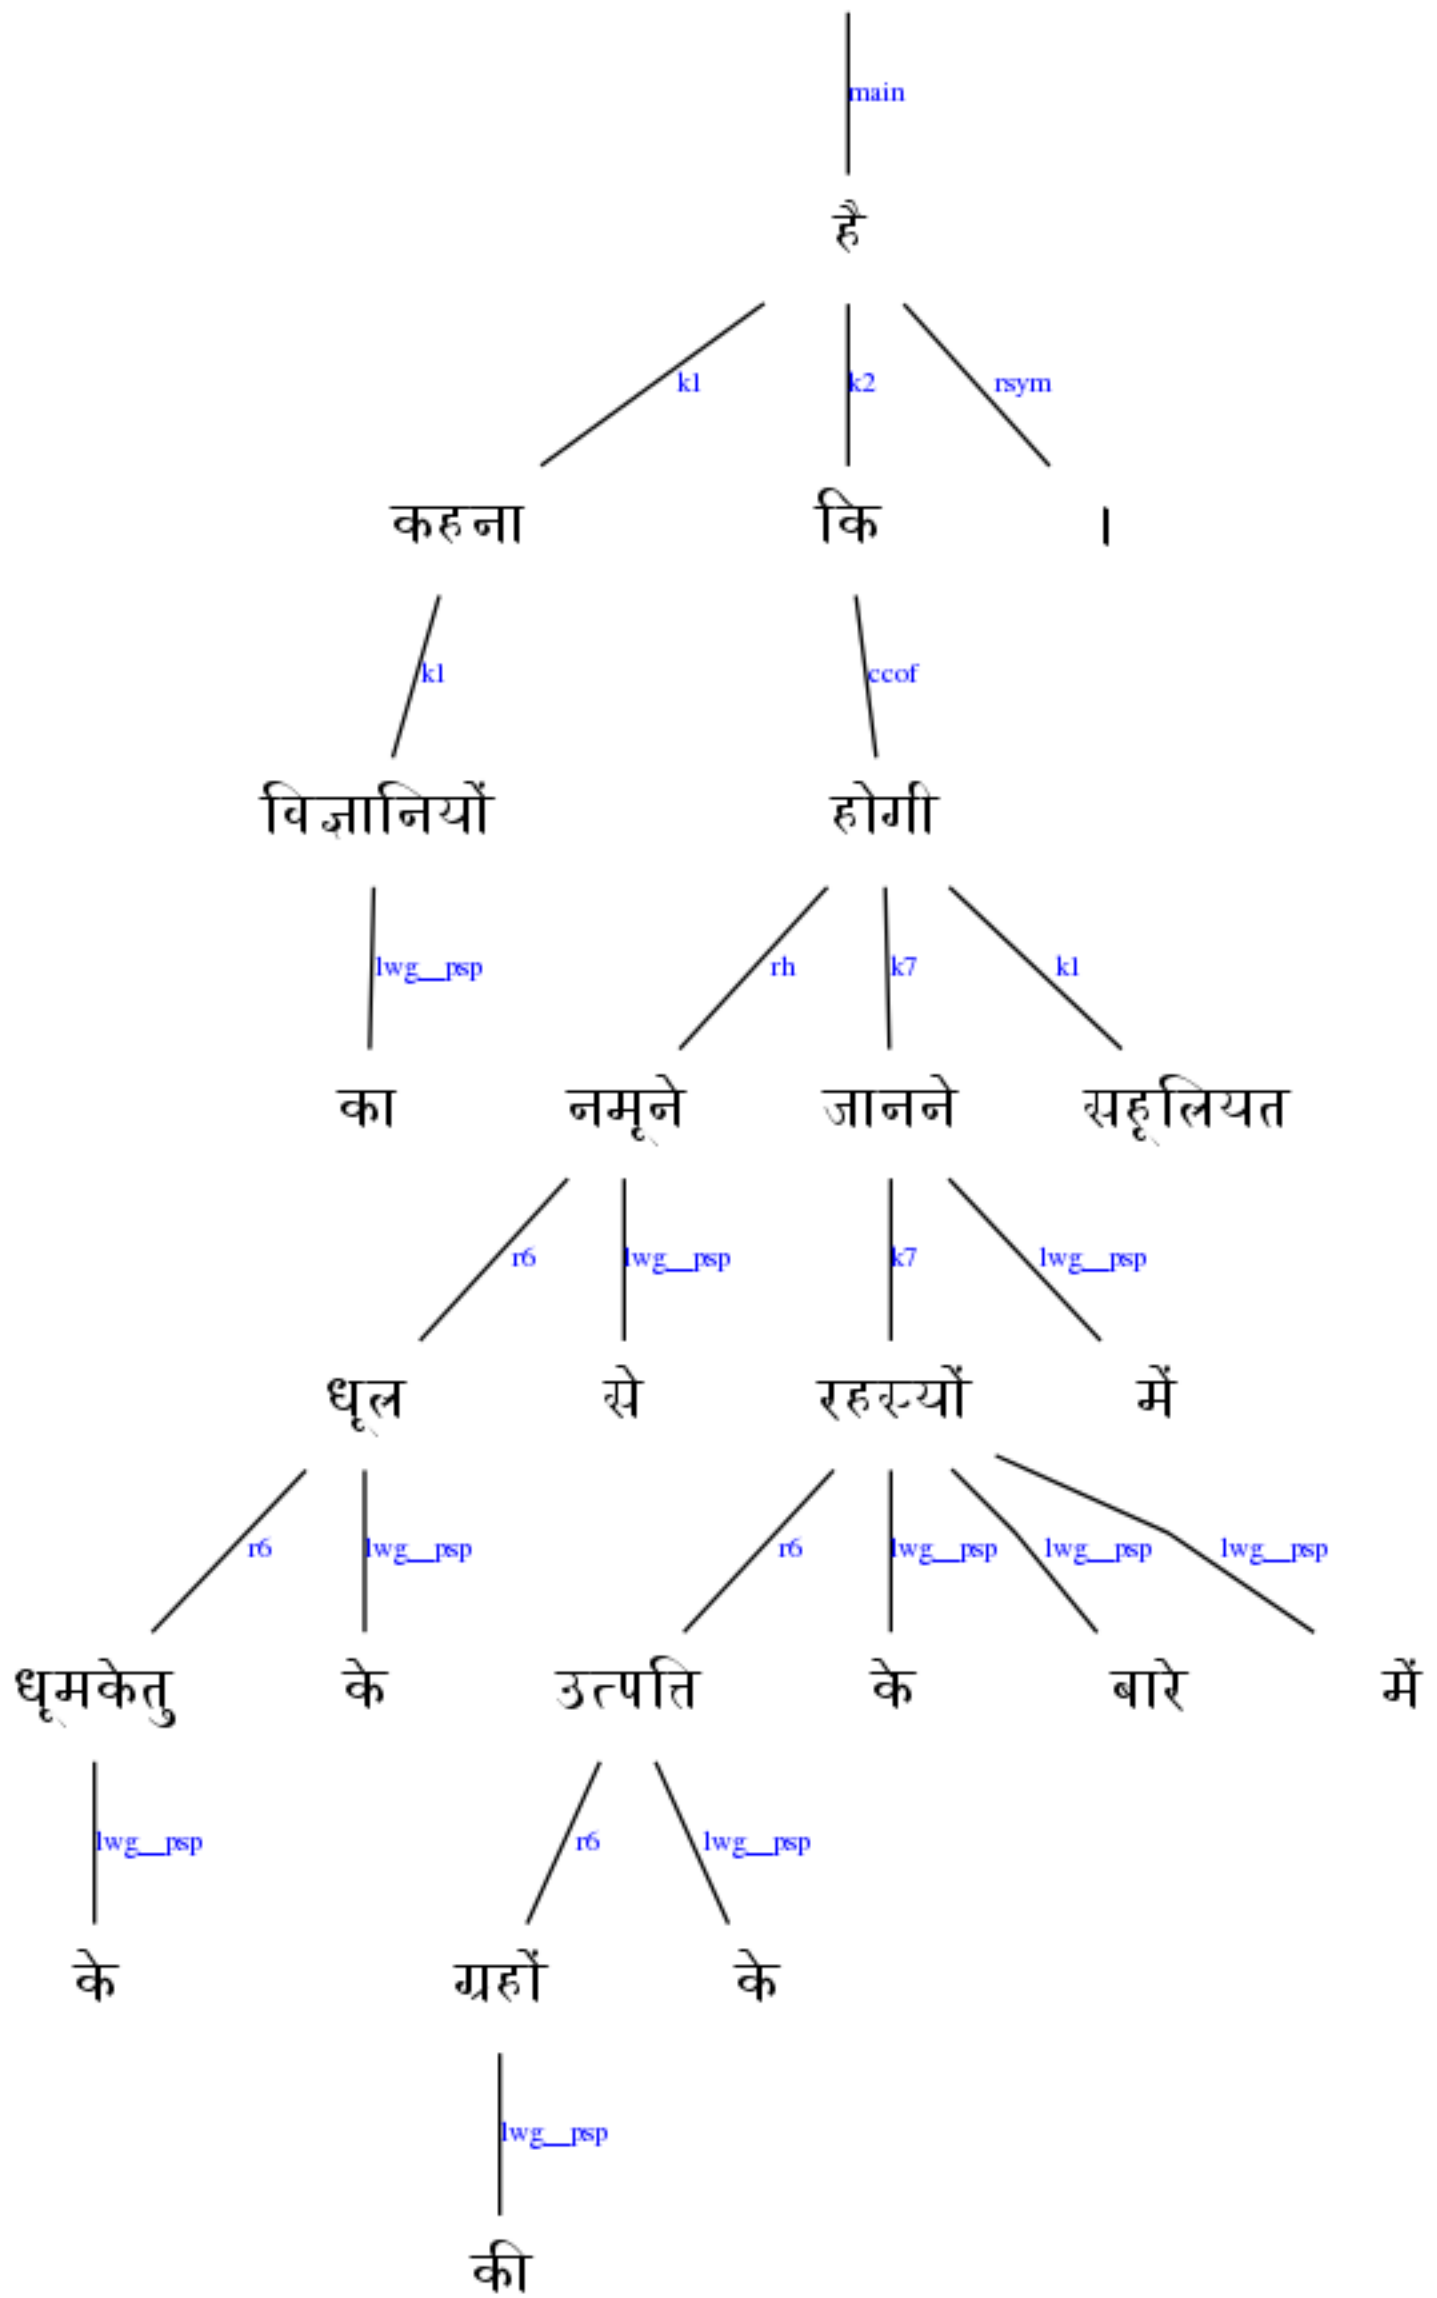 main
है
k1 k2 rsym
कहना कि ।
k1 ccof
विज्ञानियों होगी
lwg__psp rh k7 k1
का नमूने जानने सहूलियत
r6 lwg__psp k7 lwg__psp
धूल से रहस्यों में
r6 lwg__psp r6 lwg__psp lwg__psp lwg__psp
धूमकेतु के उत्पत्ति के बारे में
lwg__psp r6 lwg__psp
के ग्रहों के
lwg__psp
की